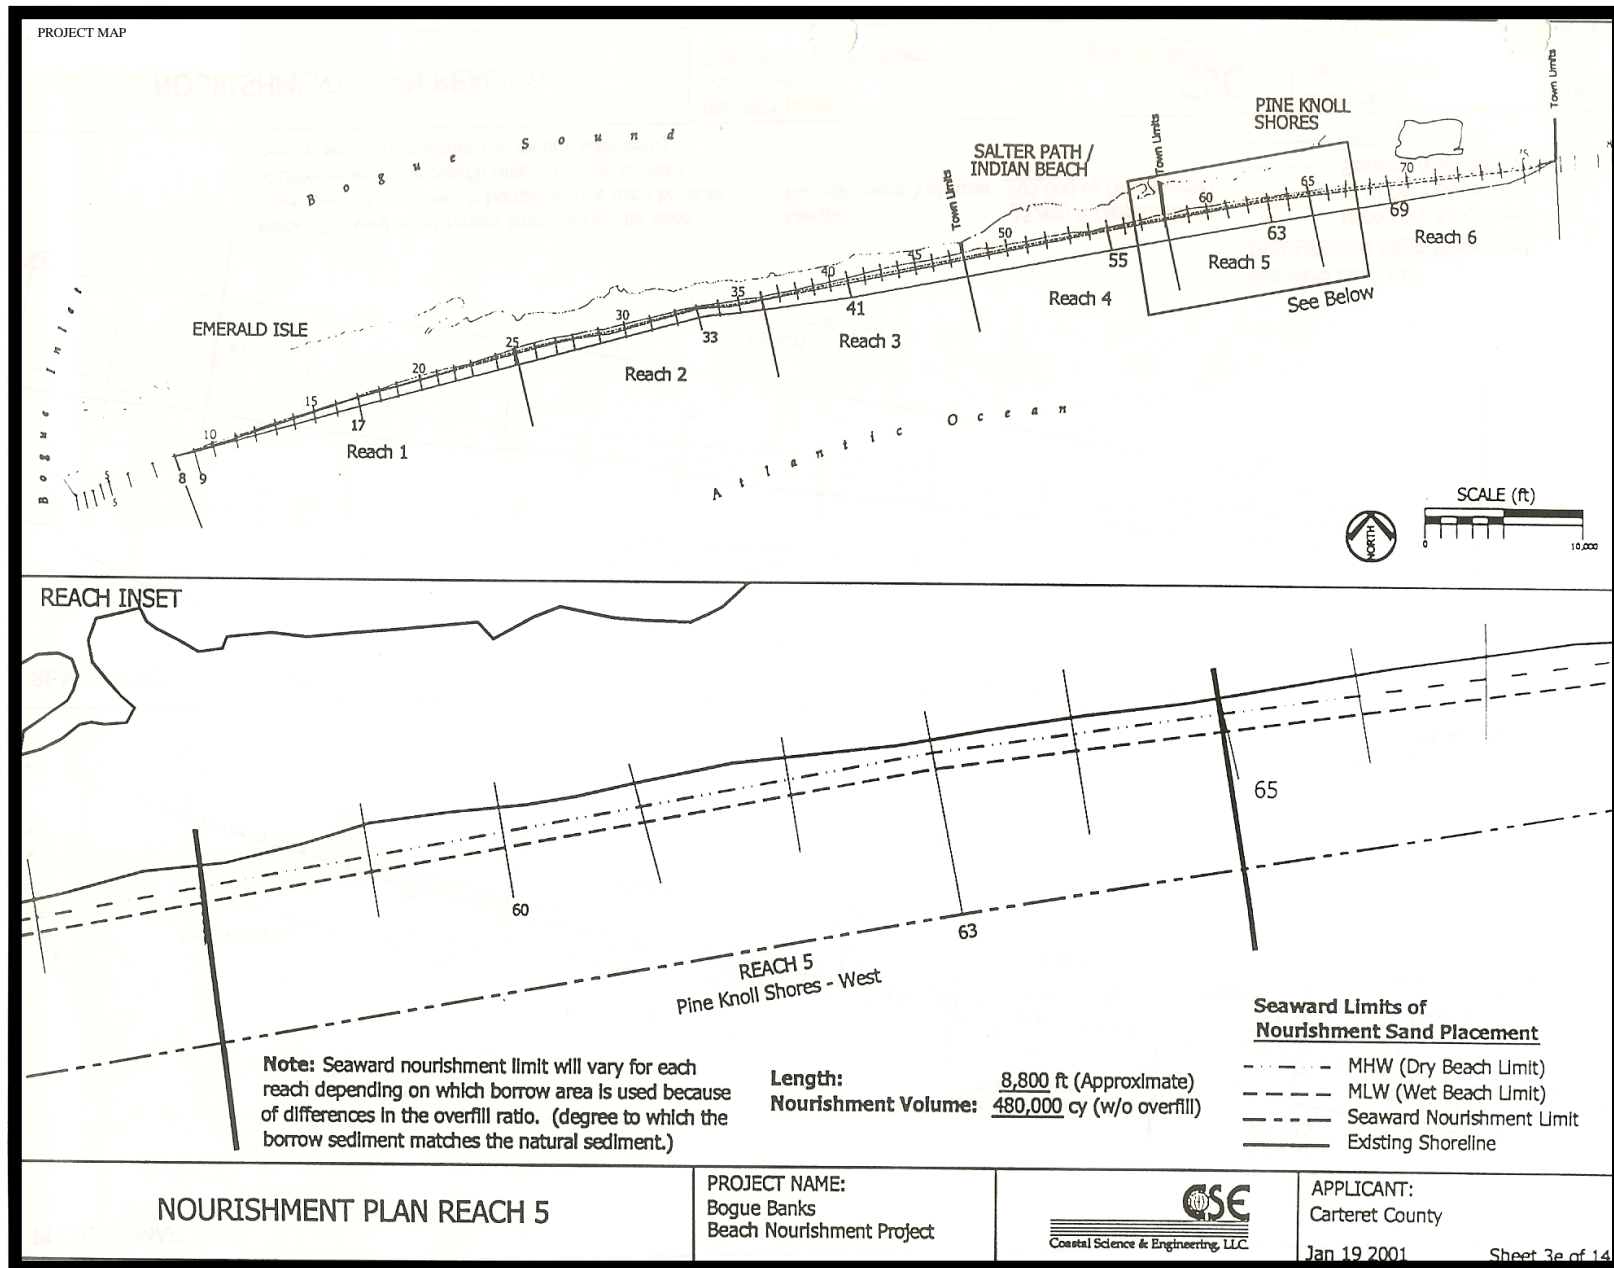 PROJECT MAP
Bogue Sound
Bogue Inlet
EMERALD ISLE
SALTER PATH /
INDIAN BEACH
PINE KNOLL
SHORES
Town Limits
Town Limits
Town Limits
5
5
10
15
20
25
30
35
40
45
50
60
65
70
75
8
9
17
33
41
55
63
69
Reach 1
Reach 2
Reach 3
Reach 4
Reach 5
Reach 6
See Below
Atlantic Ocean
NORTH
SCALE (ft)
0
10,000
REACH INSET
60
63
65
REACH 5
Pine Knoll Shores - West
Note: Seaward nourishment limit will vary for each
reach depending on which borrow area is used because
of differences in the overfill ratio. (degree to which the
borrow sediment matches the natural sediment.)
Length: 8,800 ft (Approximate)
Nourishment Volume: 480,000 cy (w/o overfill)
Seaward Limits of
Nourishment Sand Placement
MHW (Dry Beach Limit)
MLW (Wet Beach Limit)
Seaward Nourishment Limit
Existing Shoreline
NOURISHMENT PLAN REACH 5
PROJECT NAME:
Bogue Banks
Beach Nourishment Project
CSE
Coastal Science & Engineering, LLC
APPLICANT:
Carteret County
Jan 19 2001
Sheet 3e of 14